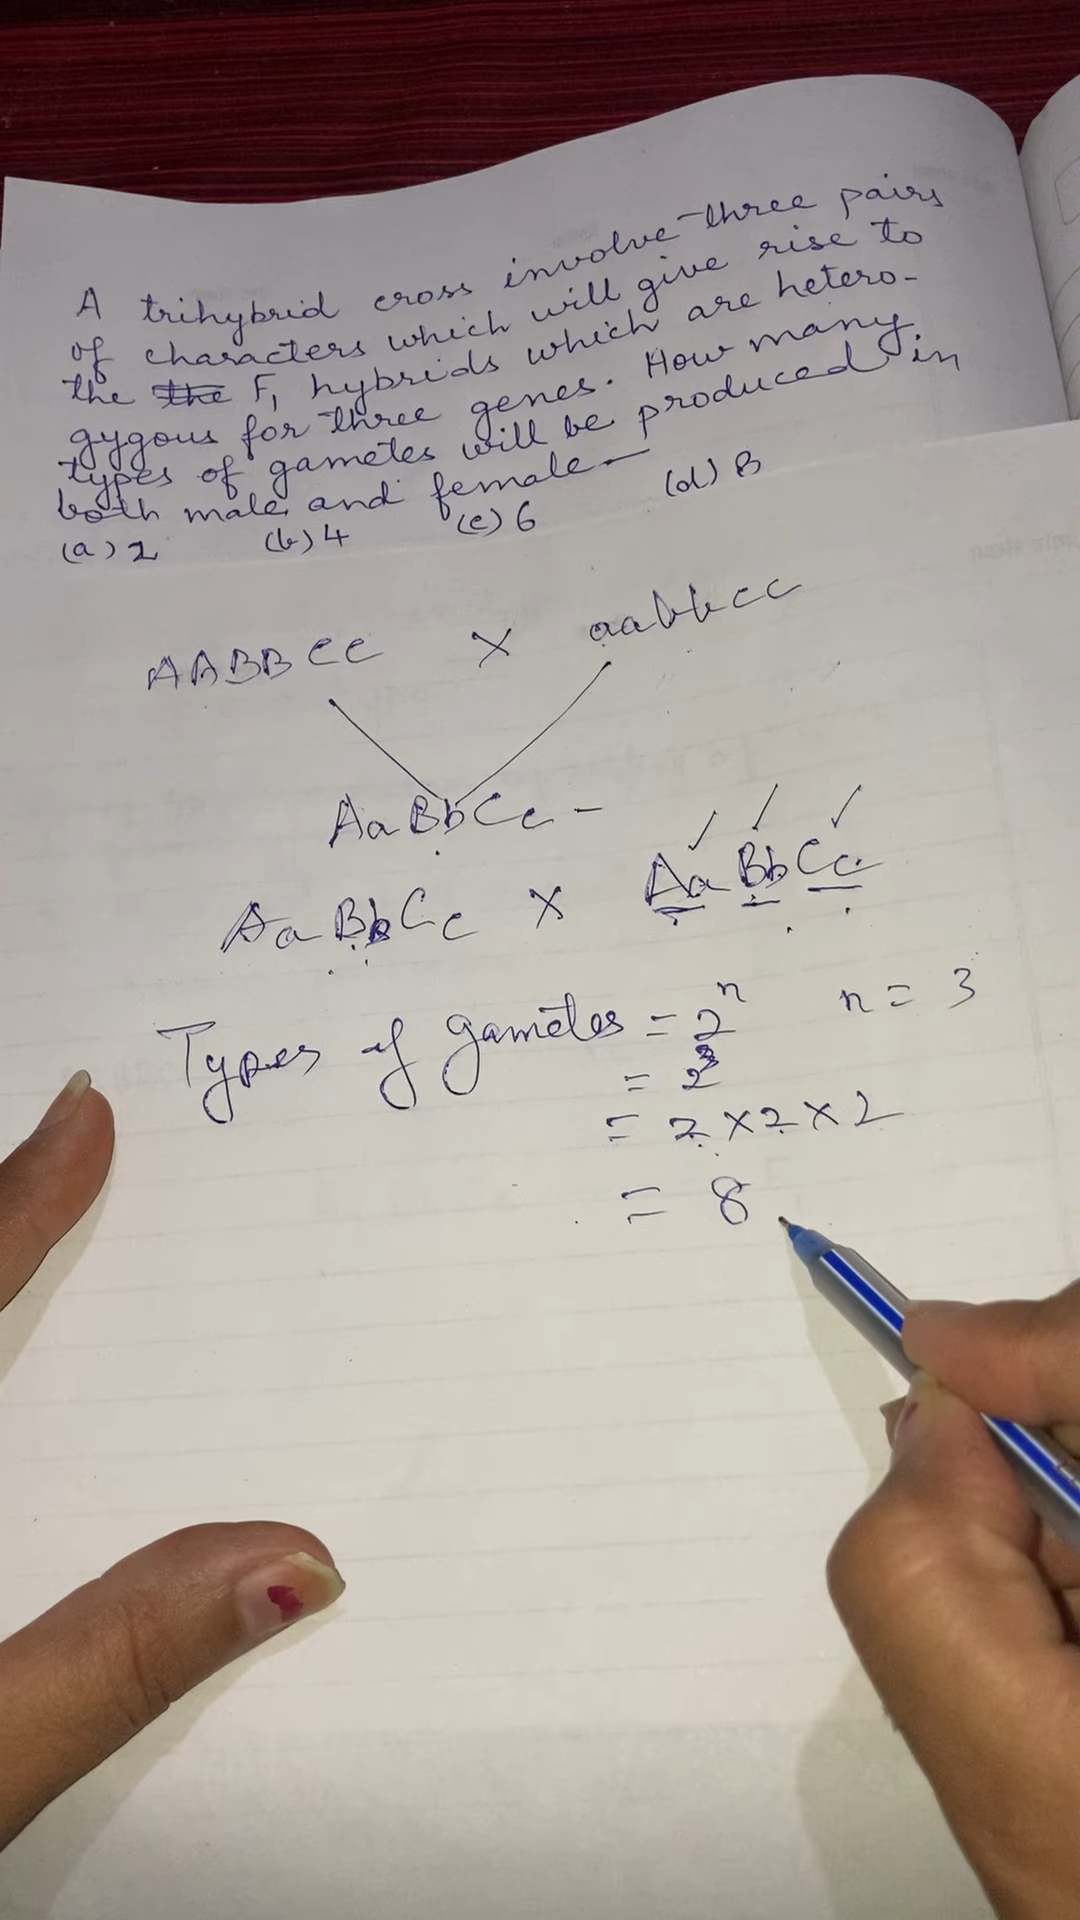 A trihybrid cross involve three pairs
of characters which will give rise to
the the F1 hybrids which are hetero-
gygous for three genes. How many
types of gametes will be produced in
both male and female—
(a) 2 (b) 4 (c) 6 (d) 8
AABBCC × aabbcc
AaBbCc -
AaBbCc × AaBbCc
Types of gametes = 2^n n = 3
= 2^3
= 2 × 2 × 2
= 8